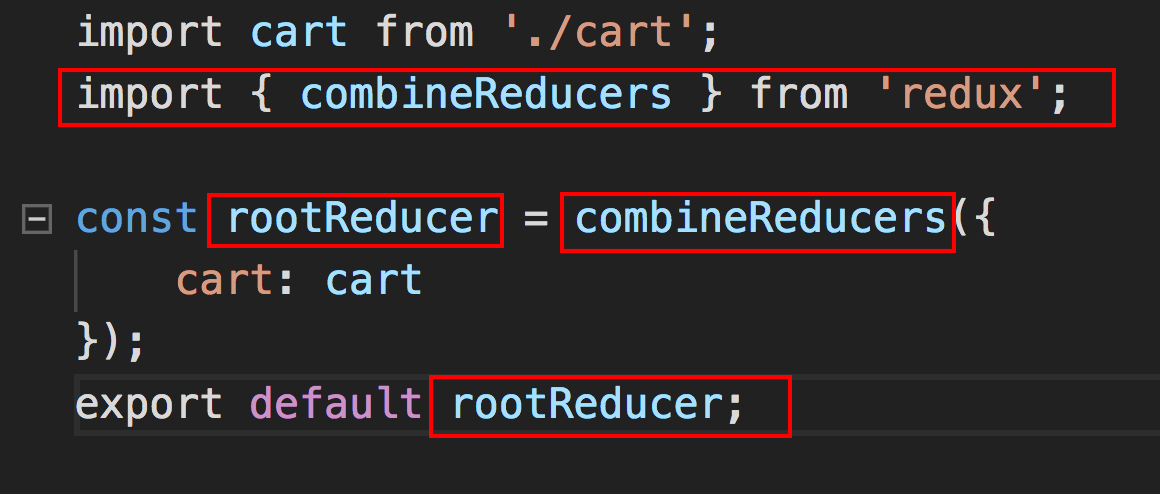 import cart from './cart';
import { combineReducers } from 'redux';
const rootReducer = combineReducers({
cart: cart
});
export default rootReducer;